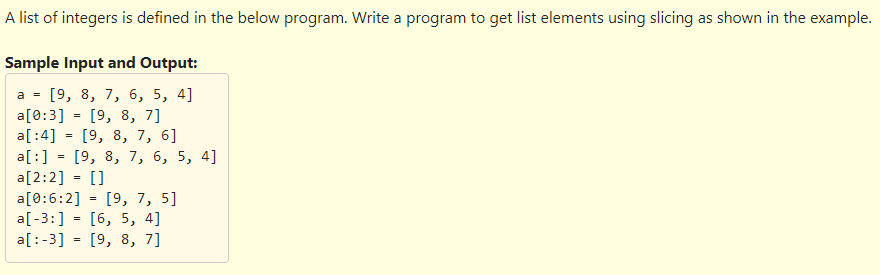 A list of integers is defined in the below program. Write a program to get list elements using slicing as shown in the example.
Sample Input and Output:
a = [9, 8, 7, 6, 5, 4]
a[0:3] = [9, 8, 7]
a[:4] = [9, 8, 7, 6]
a[:] = [9, 8, 7, 6, 5, 4]
a[2:2] = []
a[0:6:2] = [9, 7, 5]
a[-3:] = [6, 5, 4]
a[:-3] = [9, 8, 7]